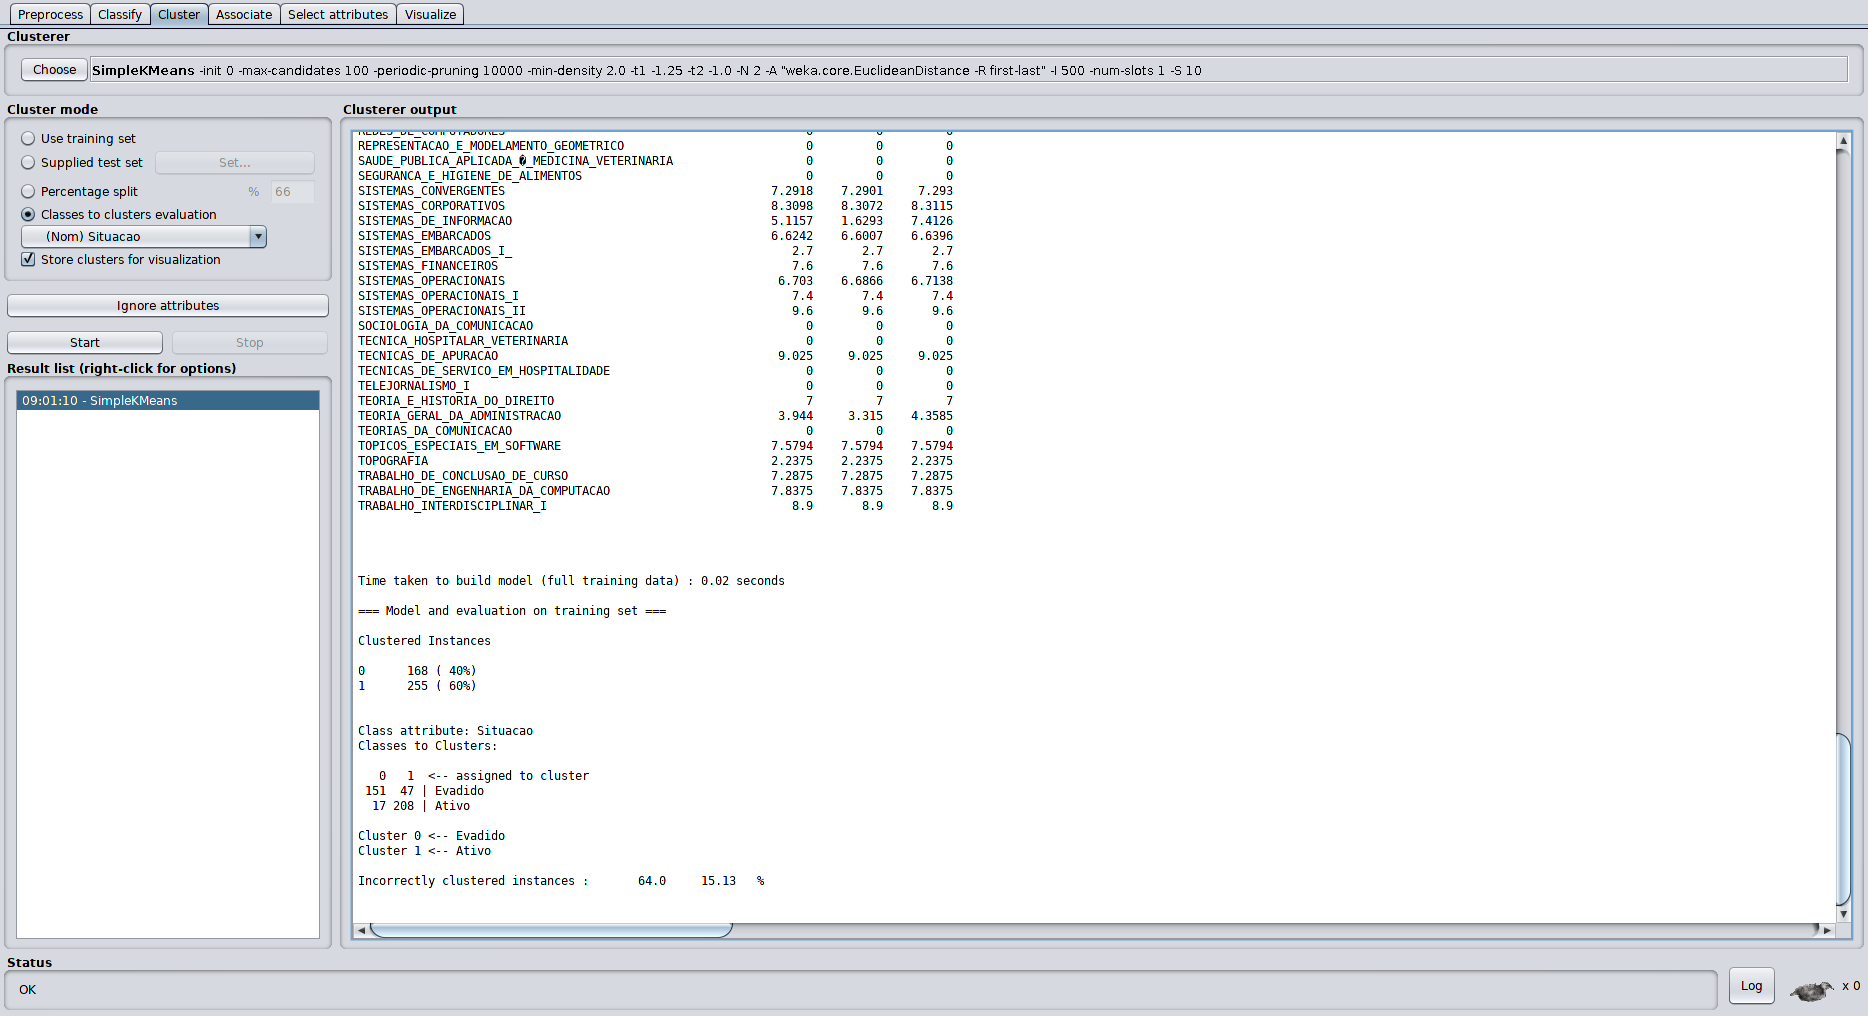 Preprocess Classify Cluster Associate Select attributes Visualize
Clusterer
Choose SimpleKMeans -init 0 -max-candidates 100 -periodic-pruning 10000 -min-density 2.0 -t1 -1.25 -t2 -1.0 -N 2 -A "weka.core.EuclideanDistance -R first-last" -I 500 -num-slots 1 -S 10
Cluster mode
Use training set
Supplied test set Set...
Percentage split % 66
Classes to clusters evaluation
(Nom) Situacao
Store clusters for visualization
Ignore attributes
Start Stop
Result list (right-click for options)
09:01:10 - SimpleKMeans
Clusterer output
REDES_DE_COMPUTADORES 0 0 0
REPRESENTACAO_E_MODELAMENTO_GEOMETRICO 0 0 0
SAUDE_PUBLICA_APLICADA_�_MEDICINA_VETERINARIA 0 0 0
SEGURANCA_E_HIGIENE_DE_ALIMENTOS 0 0 0
SISTEMAS_CONVERGENTES 7.2918 7.2901 7.293
SISTEMAS_CORPORATIVOS 8.3098 8.3072 8.3115
SISTEMAS_DE_INFORMACAO 5.1157 1.6293 7.4126
SISTEMAS_EMBARCADOS 6.6242 6.6007 6.6396
SISTEMAS_EMBARCADOS_I_ 2.7 2.7 2.7
SISTEMAS_FINANCEIROS 7.6 7.6 7.6
SISTEMAS_OPERACIONAIS 6.703 6.6866 6.7138
SISTEMAS_OPERACIONAIS_I 7.4 7.4 7.4
SISTEMAS_OPERACIONAIS_II 9.6 9.6 9.6
SOCIOLOGIA_DA_COMUNICACAO 0 0 0
TECNICA_HOSPITALAR_VETERINARIA 0 0 0
TECNICAS_DE_APURACAO 9.025 9.025 9.025
TECNICAS_DE_SERVICO_EM_HOSPITALIDADE 0 0 0
TELEJORNALISMO_I 0 0 0
TEORIA_E_HISTORIA_DO_DIREITO 7 7 7
TEORIA_GERAL_DA_ADMINISTRACAO 3.944 3.315 4.3585
TEORIAS_DA_COMUNICACAO 0 0 0
TOPICOS_ESPECIAIS_EM_SOFTWARE 7.5794 7.5794 7.5794
TOPOGRAFIA 2.2375 2.2375 2.2375
TRABALHO_DE_CONCLUSAO_DE_CURSO 7.2875 7.2875 7.2875
TRABALHO_DE_ENGENHARIA_DA_COMPUTACAO 7.8375 7.8375 7.8375
TRABALHO_INTERDISCIPLINAR_I 8.9 8.9 8.9
Time taken to build model (full training data) : 0.02 seconds
=== Model and evaluation on training set ===
Clustered Instances
0 168 ( 40%)
1 255 ( 60%)
Class attribute: Situacao
Classes to Clusters:
0 1 <-- assigned to cluster
151 47 | Evadido
17 208 | Ativo
Cluster 0 <-- Evadido
Cluster 1 <-- Ativo
Incorrectly clustered instances : 64.0 15.13 %
Status
OK
Log x 0